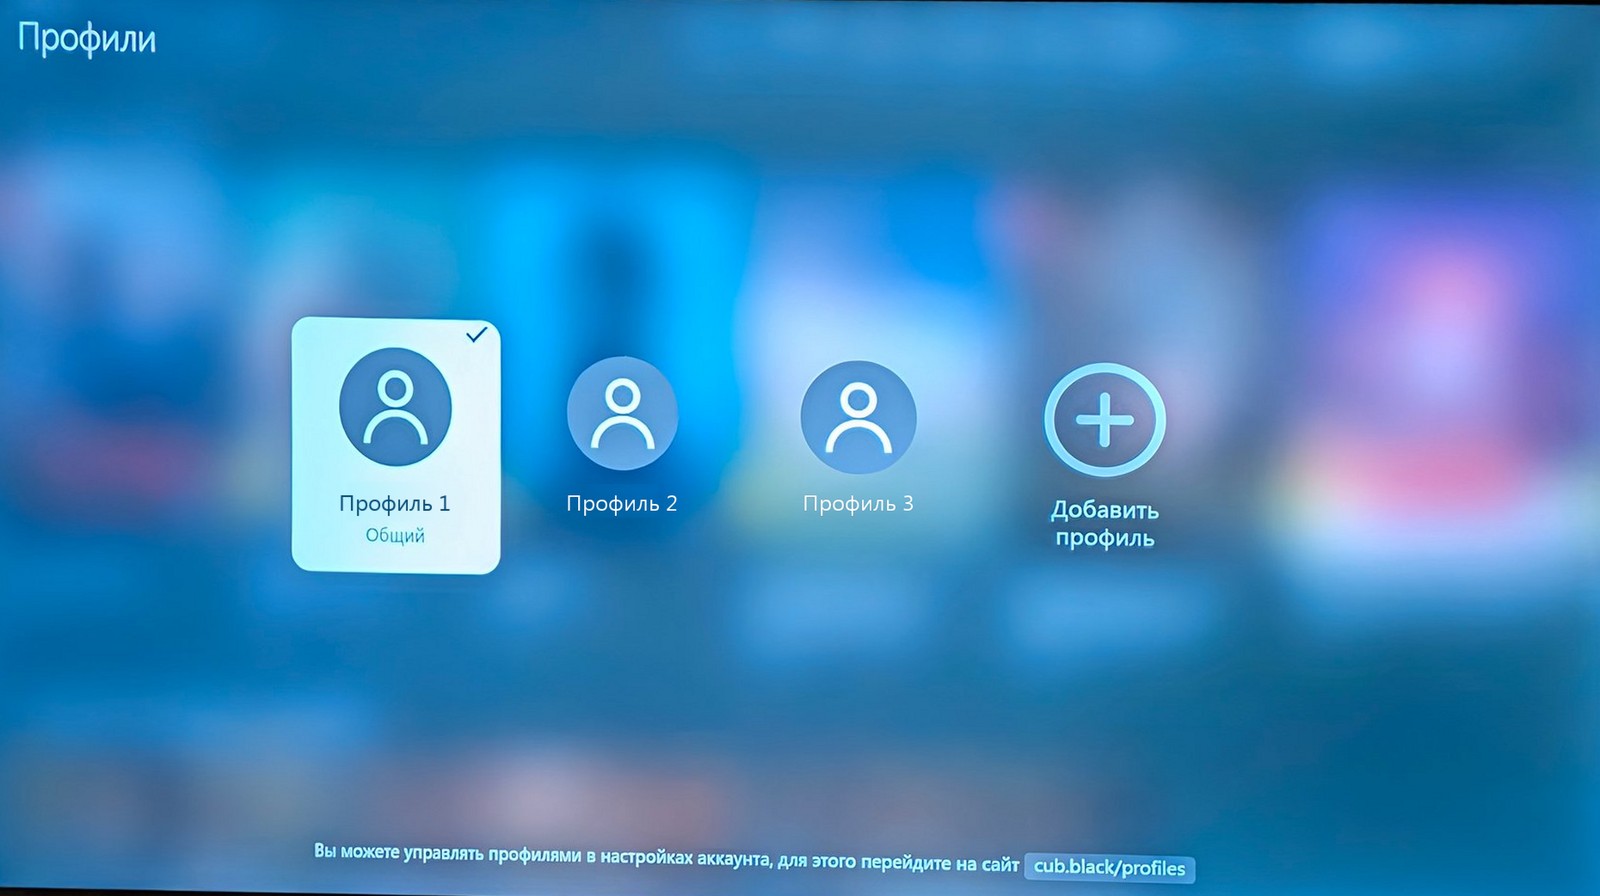 Профили
Профиль 1
Общий
Профиль 2
Профиль 3
Добавить
профиль
Вы можете управлять профилями в настройках аккаунта, для этого перейдите на сайт cub.black/profiles